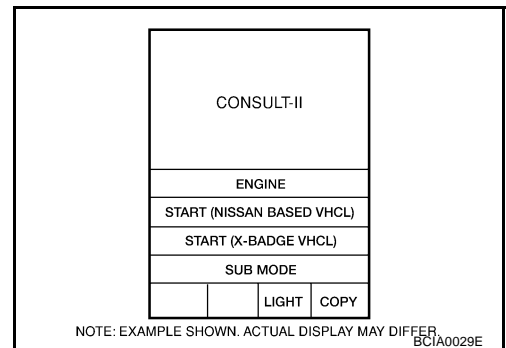 CONSULT-II
ENGINE
START (NISSAN BASED VHCL)
START (X-BADGE VHCL)
SUB MODE
LIGHT COPY
NOTE: EXAMPLE SHOWN. ACTUAL DISPLAY MAY DIFFER.
BCIA0029E